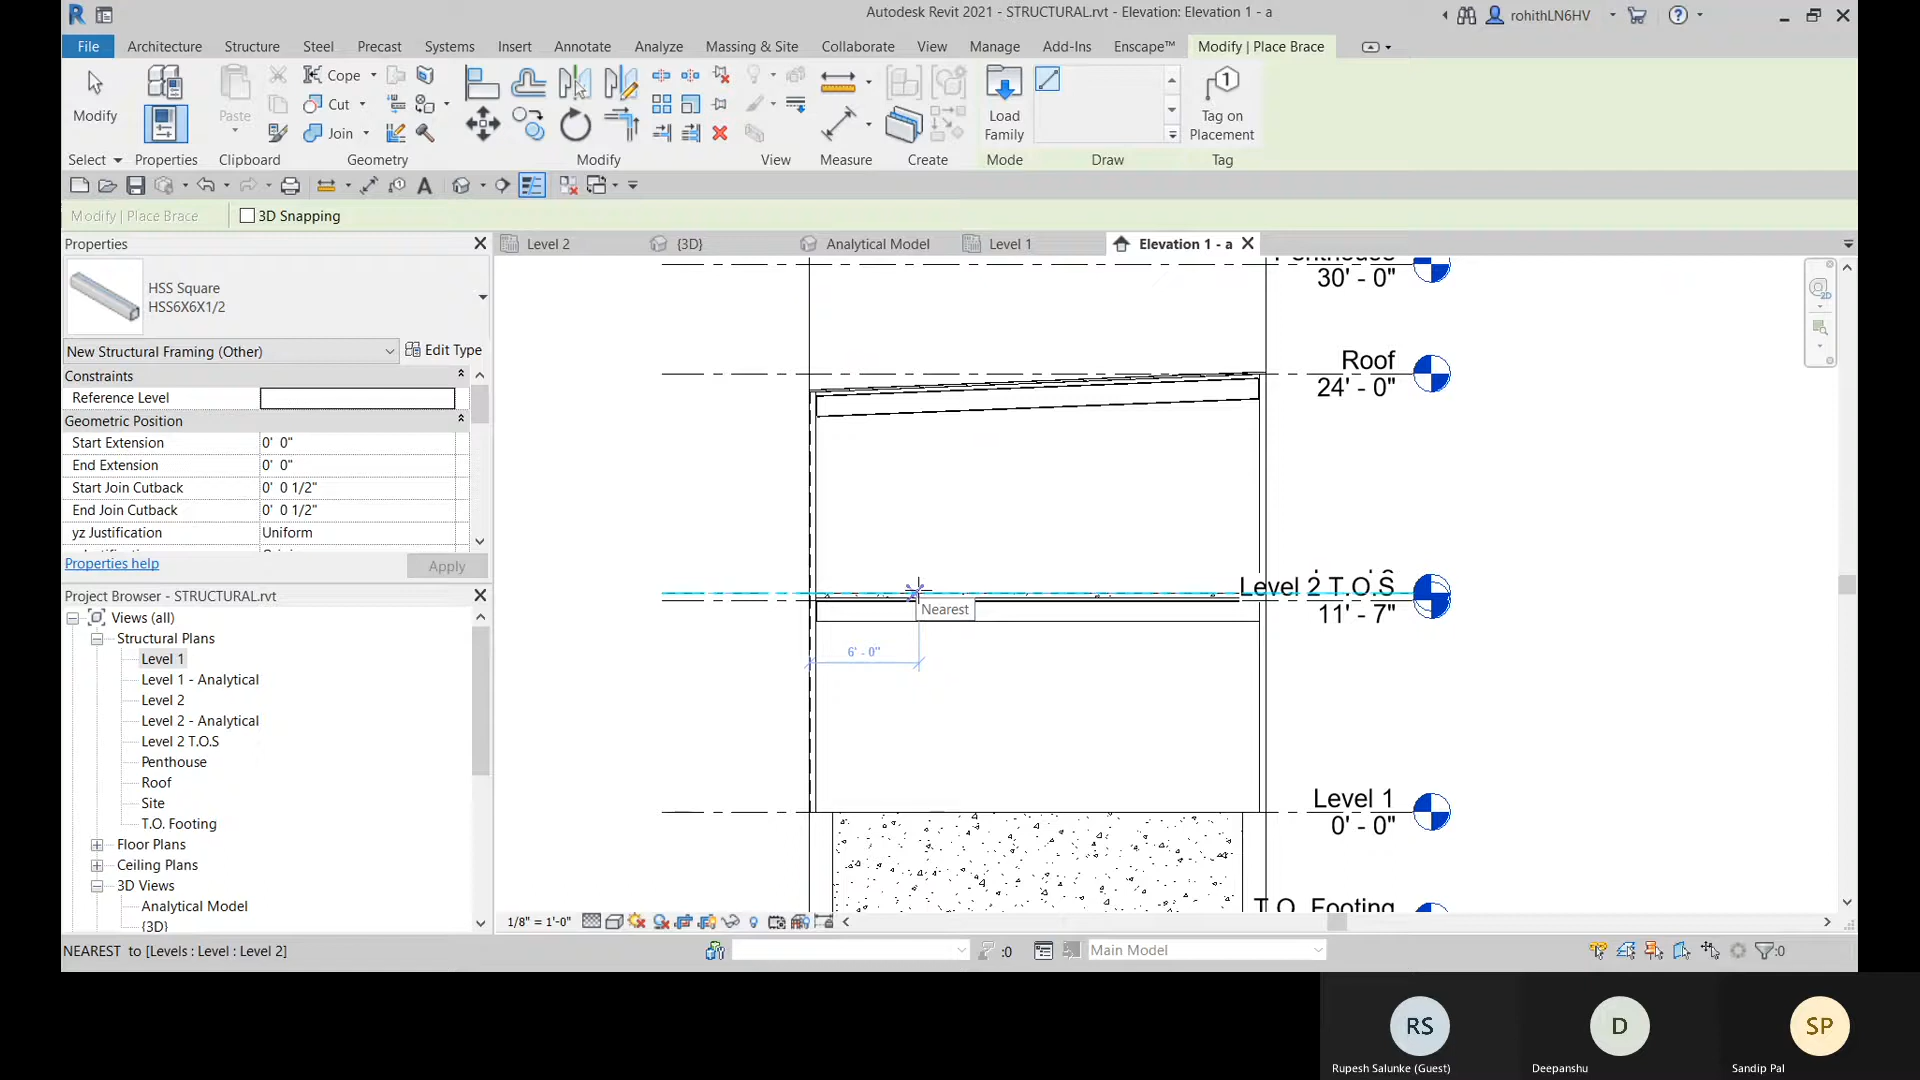 Autodesk Revit 2021 - STRUCTURAL.rvt - Elevation: Elevation 1 - a
rohithLN6HV
File Architecture Structure Steel Precast Systems Insert Annotate Analyze Massing & Site Collaborate View Manage Add-Ins Enscape™ Modify | Place Brace
Modify
Paste
Cope
Cut
Join
Load
Family
Tag on
Placement
Select Properties Clipboard Geometry Modify View Measure Create Mode Draw Tag
Modify | Place Brace
3D Snapping
Properties
Level 2 {3D} Analytical Model Level 1 Elevation 1 - a
HSS Square
HSS6X6X1/2
New Structural Framing (Other)
Edit Type
Constraints
Reference Level
Geometric Position
Start Extension 0' 0"
End Extension 0' 0"
Start Join Cutback 0' 0 1/2"
End Join Cutback 0' 0 1/2"
yz Justification Uniform
Properties help
Apply
Project Browser - STRUCTURAL.rvt
Views (all)
Structural Plans
Level 1
Level 1 - Analytical
Level 2
Level 2 - Analytical
Level 2 T.O.S
Penthouse
Roof
Site
T.O. Footing
Floor Plans
Ceiling Plans
3D Views
Analytical Model
{3D}
Penthouse
30' - 0"
Roof
24' - 0"
Level 2 T.O.S
11' - 7"
Nearest
6' - 0"
Level 1
0' - 0"
T.O. Footing
1/8" = 1'-0"
NEAREST to [Levels : Level : Level 2]
:0
Main Model
:0
RS
D
SP
Rupesh Salunke (Guest)
Deepanshu
Sandip Pal